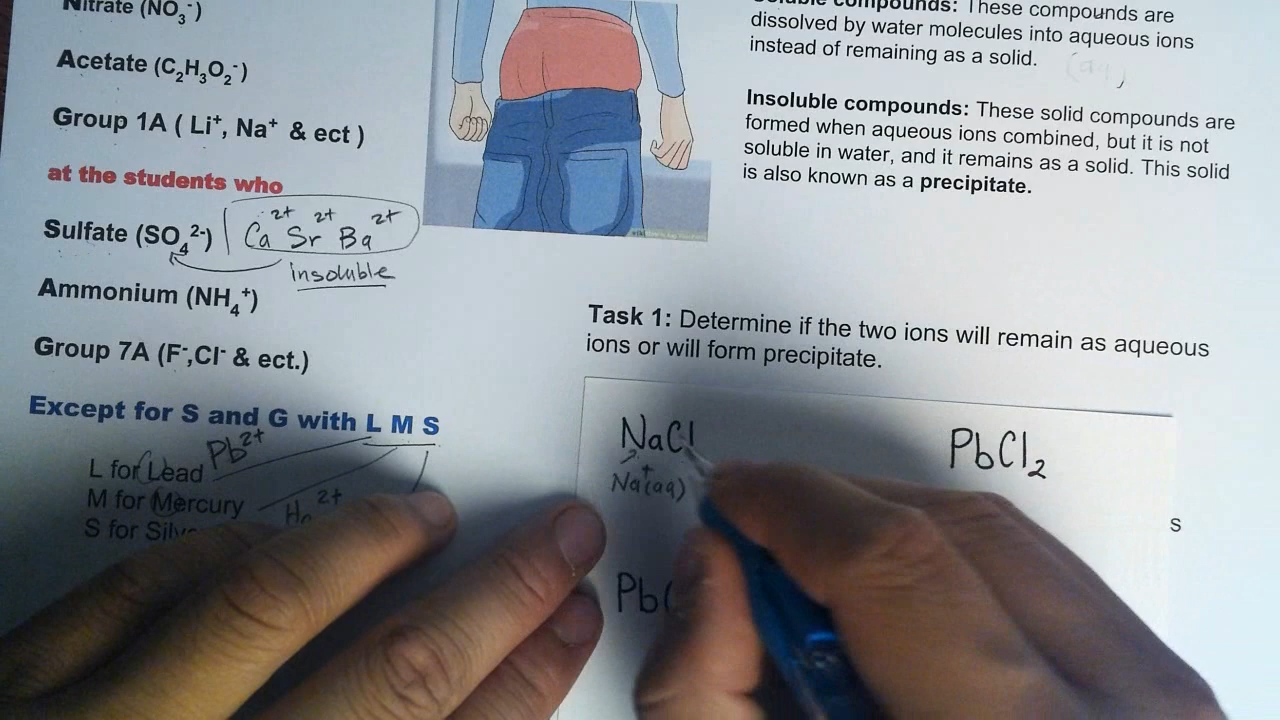 Nitrate (NO3-)
Acetate (C2H3O2-)
Group 1A ( Li+, Na+ & ect )
at the students who
Sulfate (SO4 2-) Ca2+ Sr2+ Ba2+
insoluble
Ammonium (NH4+)
Group 7A (F-,Cl- & ect.)
Except for S and G with L M S
L for Lead Pb2+
M for Mercury
S for
compounds: These compounds are
dissolved by water molecules into aqueous ions
instead of remaining as a solid.
(aq)
Insoluble compounds: These solid compounds are
formed when aqueous ions combined, but it is not
soluble in water, and it remains as a solid. This solid
is also known as a precipitate.
Task 1: Determine if the two ions will remain as aqueous
ions or will form precipitate.
NaCl PbCl2
Na+(aq)
s